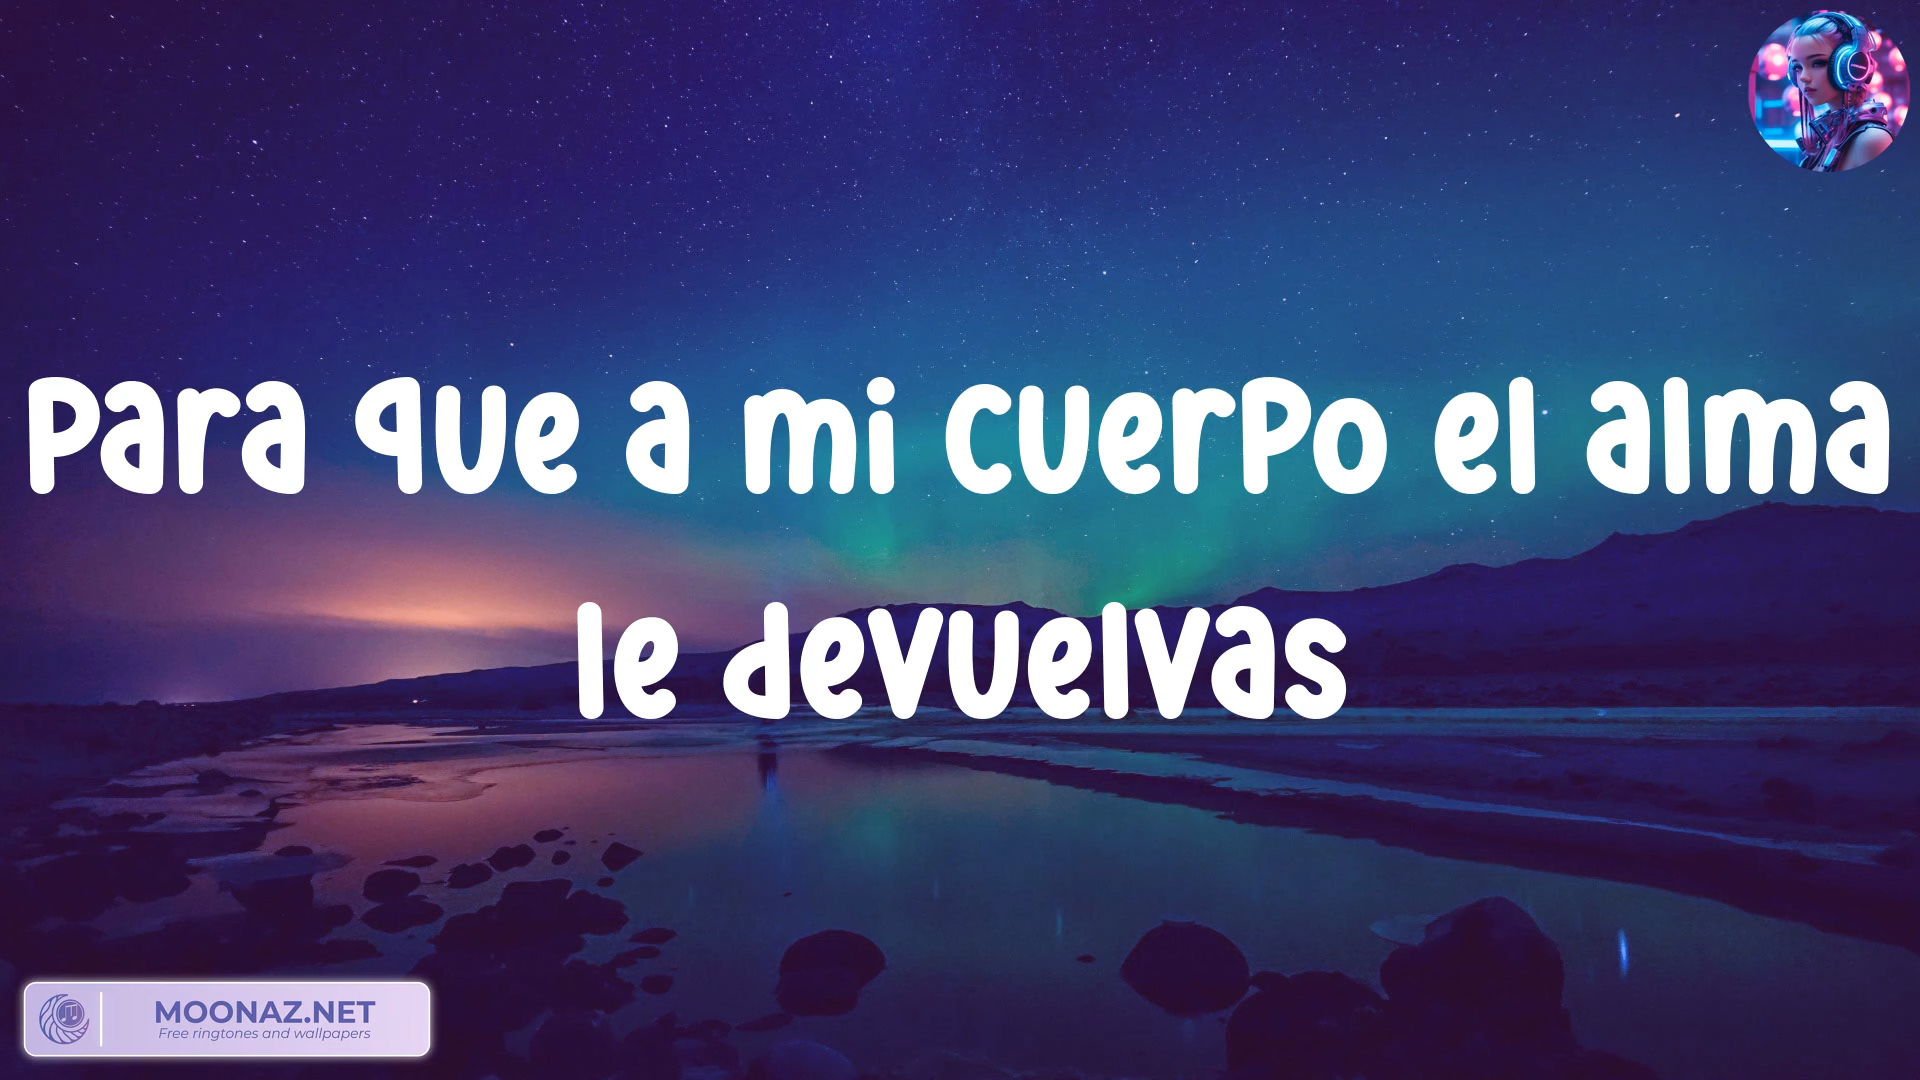 Para que a mi cuerpo el alma
le devuelvas
MOONAZ.NET
Free ringtones and wallpapers